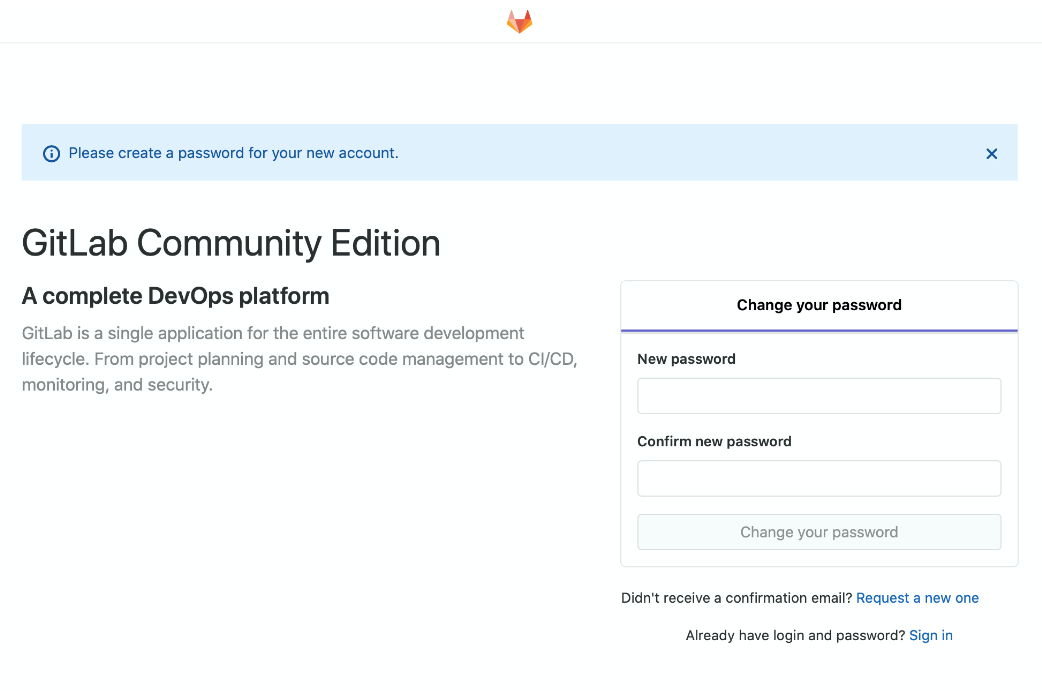 Please create a password for your new account.
GitLab Community Edition
A complete DevOps platform
GitLab is a single application for the entire software development
lifecycle. From project planning and source code management to CI/CD,
monitoring, and security.
Change your password
New password
Confirm new password
Change your password
Didn't receive a confirmation email? Request a new one
Already have login and password? Sign in